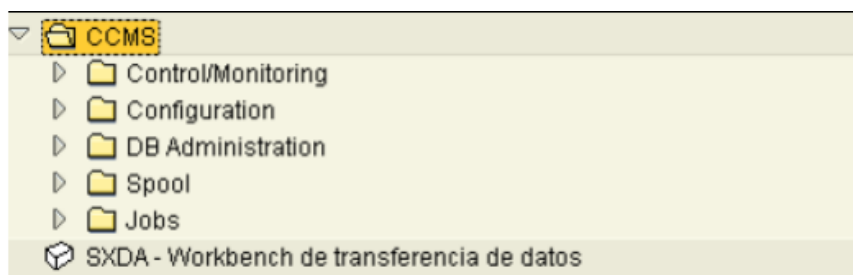 CCMS
Control/Monitoring
Configuration
DB Administration
Spool
Jobs
SXDA - Workbench de transferencia de datos